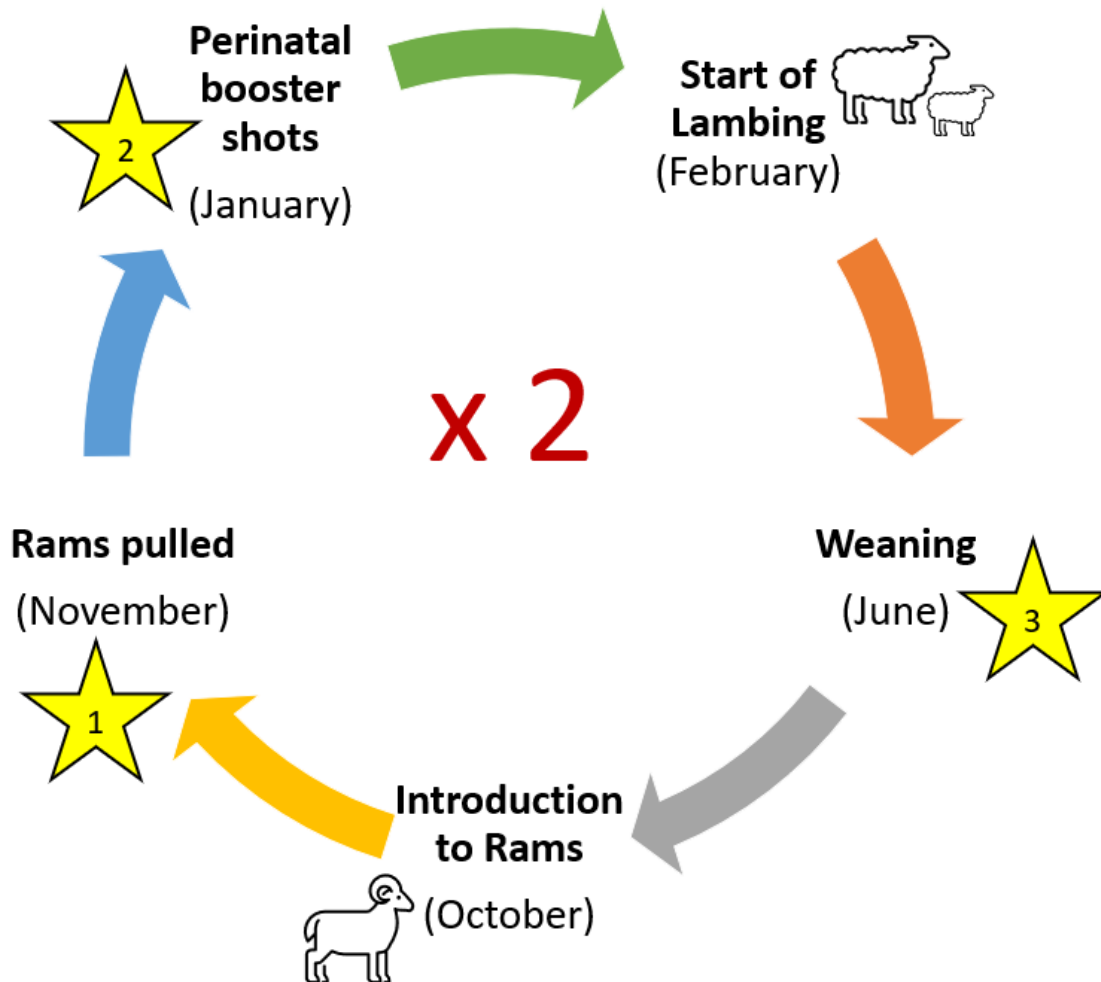 Perinatal
booster
shots
(January)
2
Start of
Lambing
(February)
x 2
Rams pulled
(November)
1
Weaning
(June)
3
Introduction
to Rams
(October)